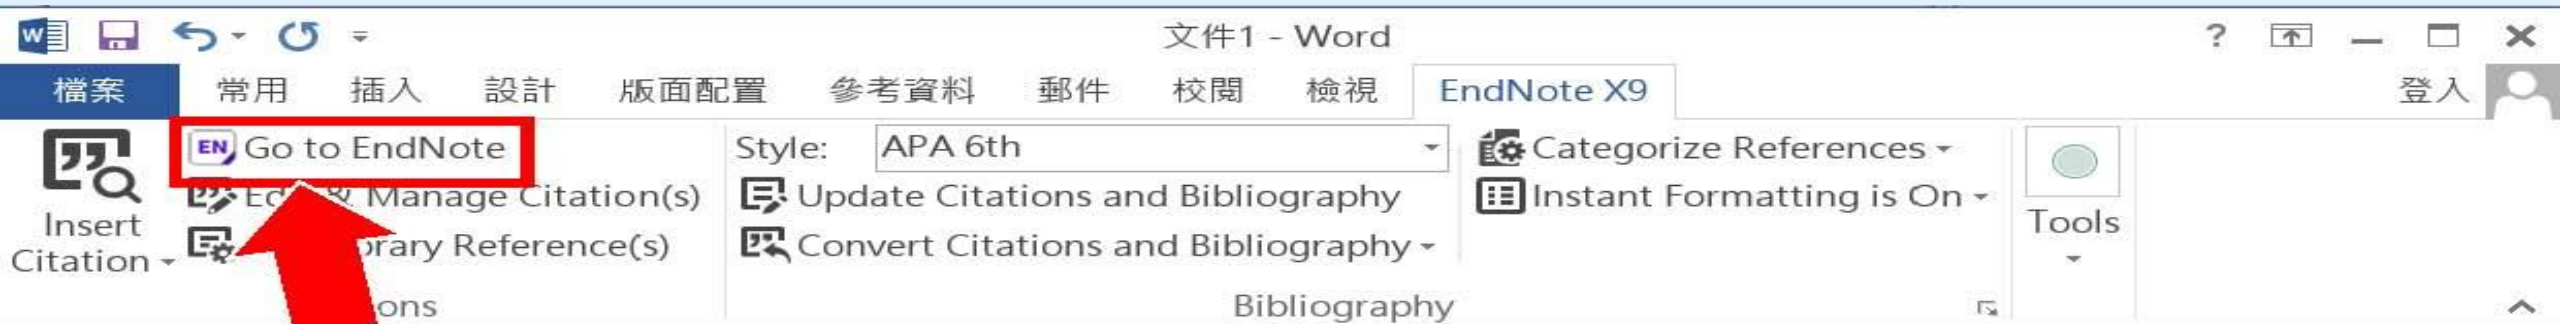 文件1 - Word
?
檔案 常用 插入 設計 版面配置 參考資料 郵件 校閱 檢視 EndNote X9 登入
EN Go to EndNote
Style: APA 6th
Categorize References
& Manage Citation(s)
Update Citations and Bibliography
Instant Formatting is On
Insert
Citation
Reference(s)
Convert Citations and Bibliography
Tools
Bibliography